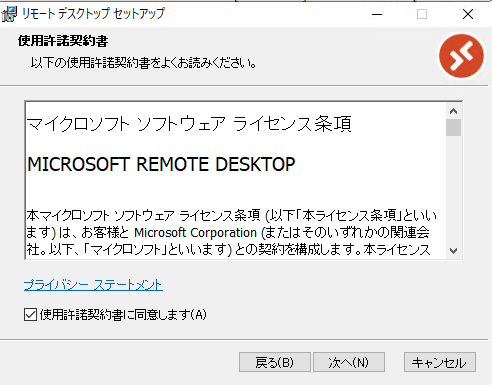 リモート デスクトップ セットアップ
使用許諾契約書
以下の使用許諾契約書をよくお読みください。
マイクロソフト ソフトウェア ライセンス条項
MICROSOFT REMOTE DESKTOP
本マイクロソフト ソフトウェア ライセンス条項 (以下「本ライセンス条項」といい
ます) は、お客様と Microsoft Corporation (またはそのいずれかの関連会
社。以下、「マイクロソフト」といいます) との契約を構成します。本ライセンス
プライバシー ステートメント
使用許諾契約書に同意します(A)
戻る(B)
次へ(N)
キャンセル